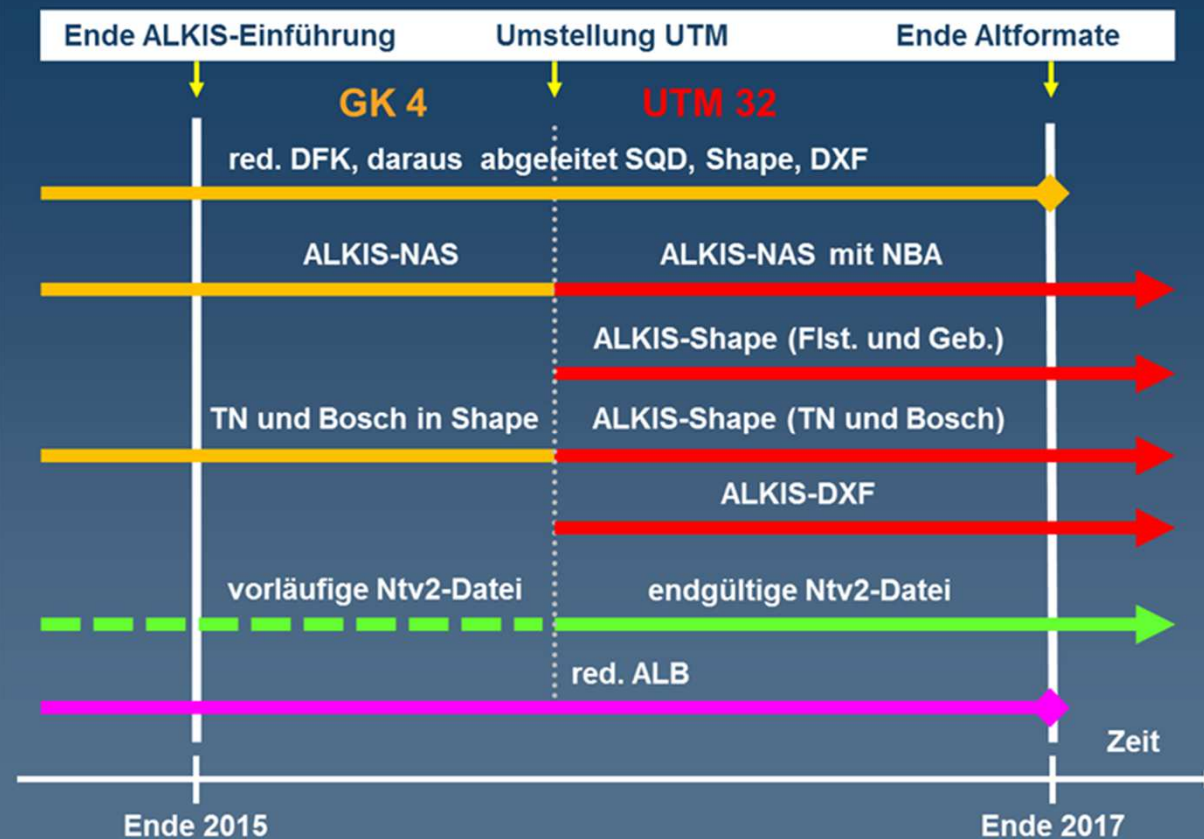 Ende ALKIS-Einführung Umstellung UTM Ende Altformate
GK 4 UTM 32
red. DFK, daraus abgeleitet SQD, Shape, DXF
ALKIS-NAS ALKIS-NAS mit NBA
ALKIS-Shape (Flst. und Geb.)
TN und Bosch in Shape ALKIS-Shape (TN und Bosch)
ALKIS-DXF
vorläufige Ntv2-Datei endgültige Ntv2-Datei
red. ALB
Zeit
Ende 2015 Ende 2017